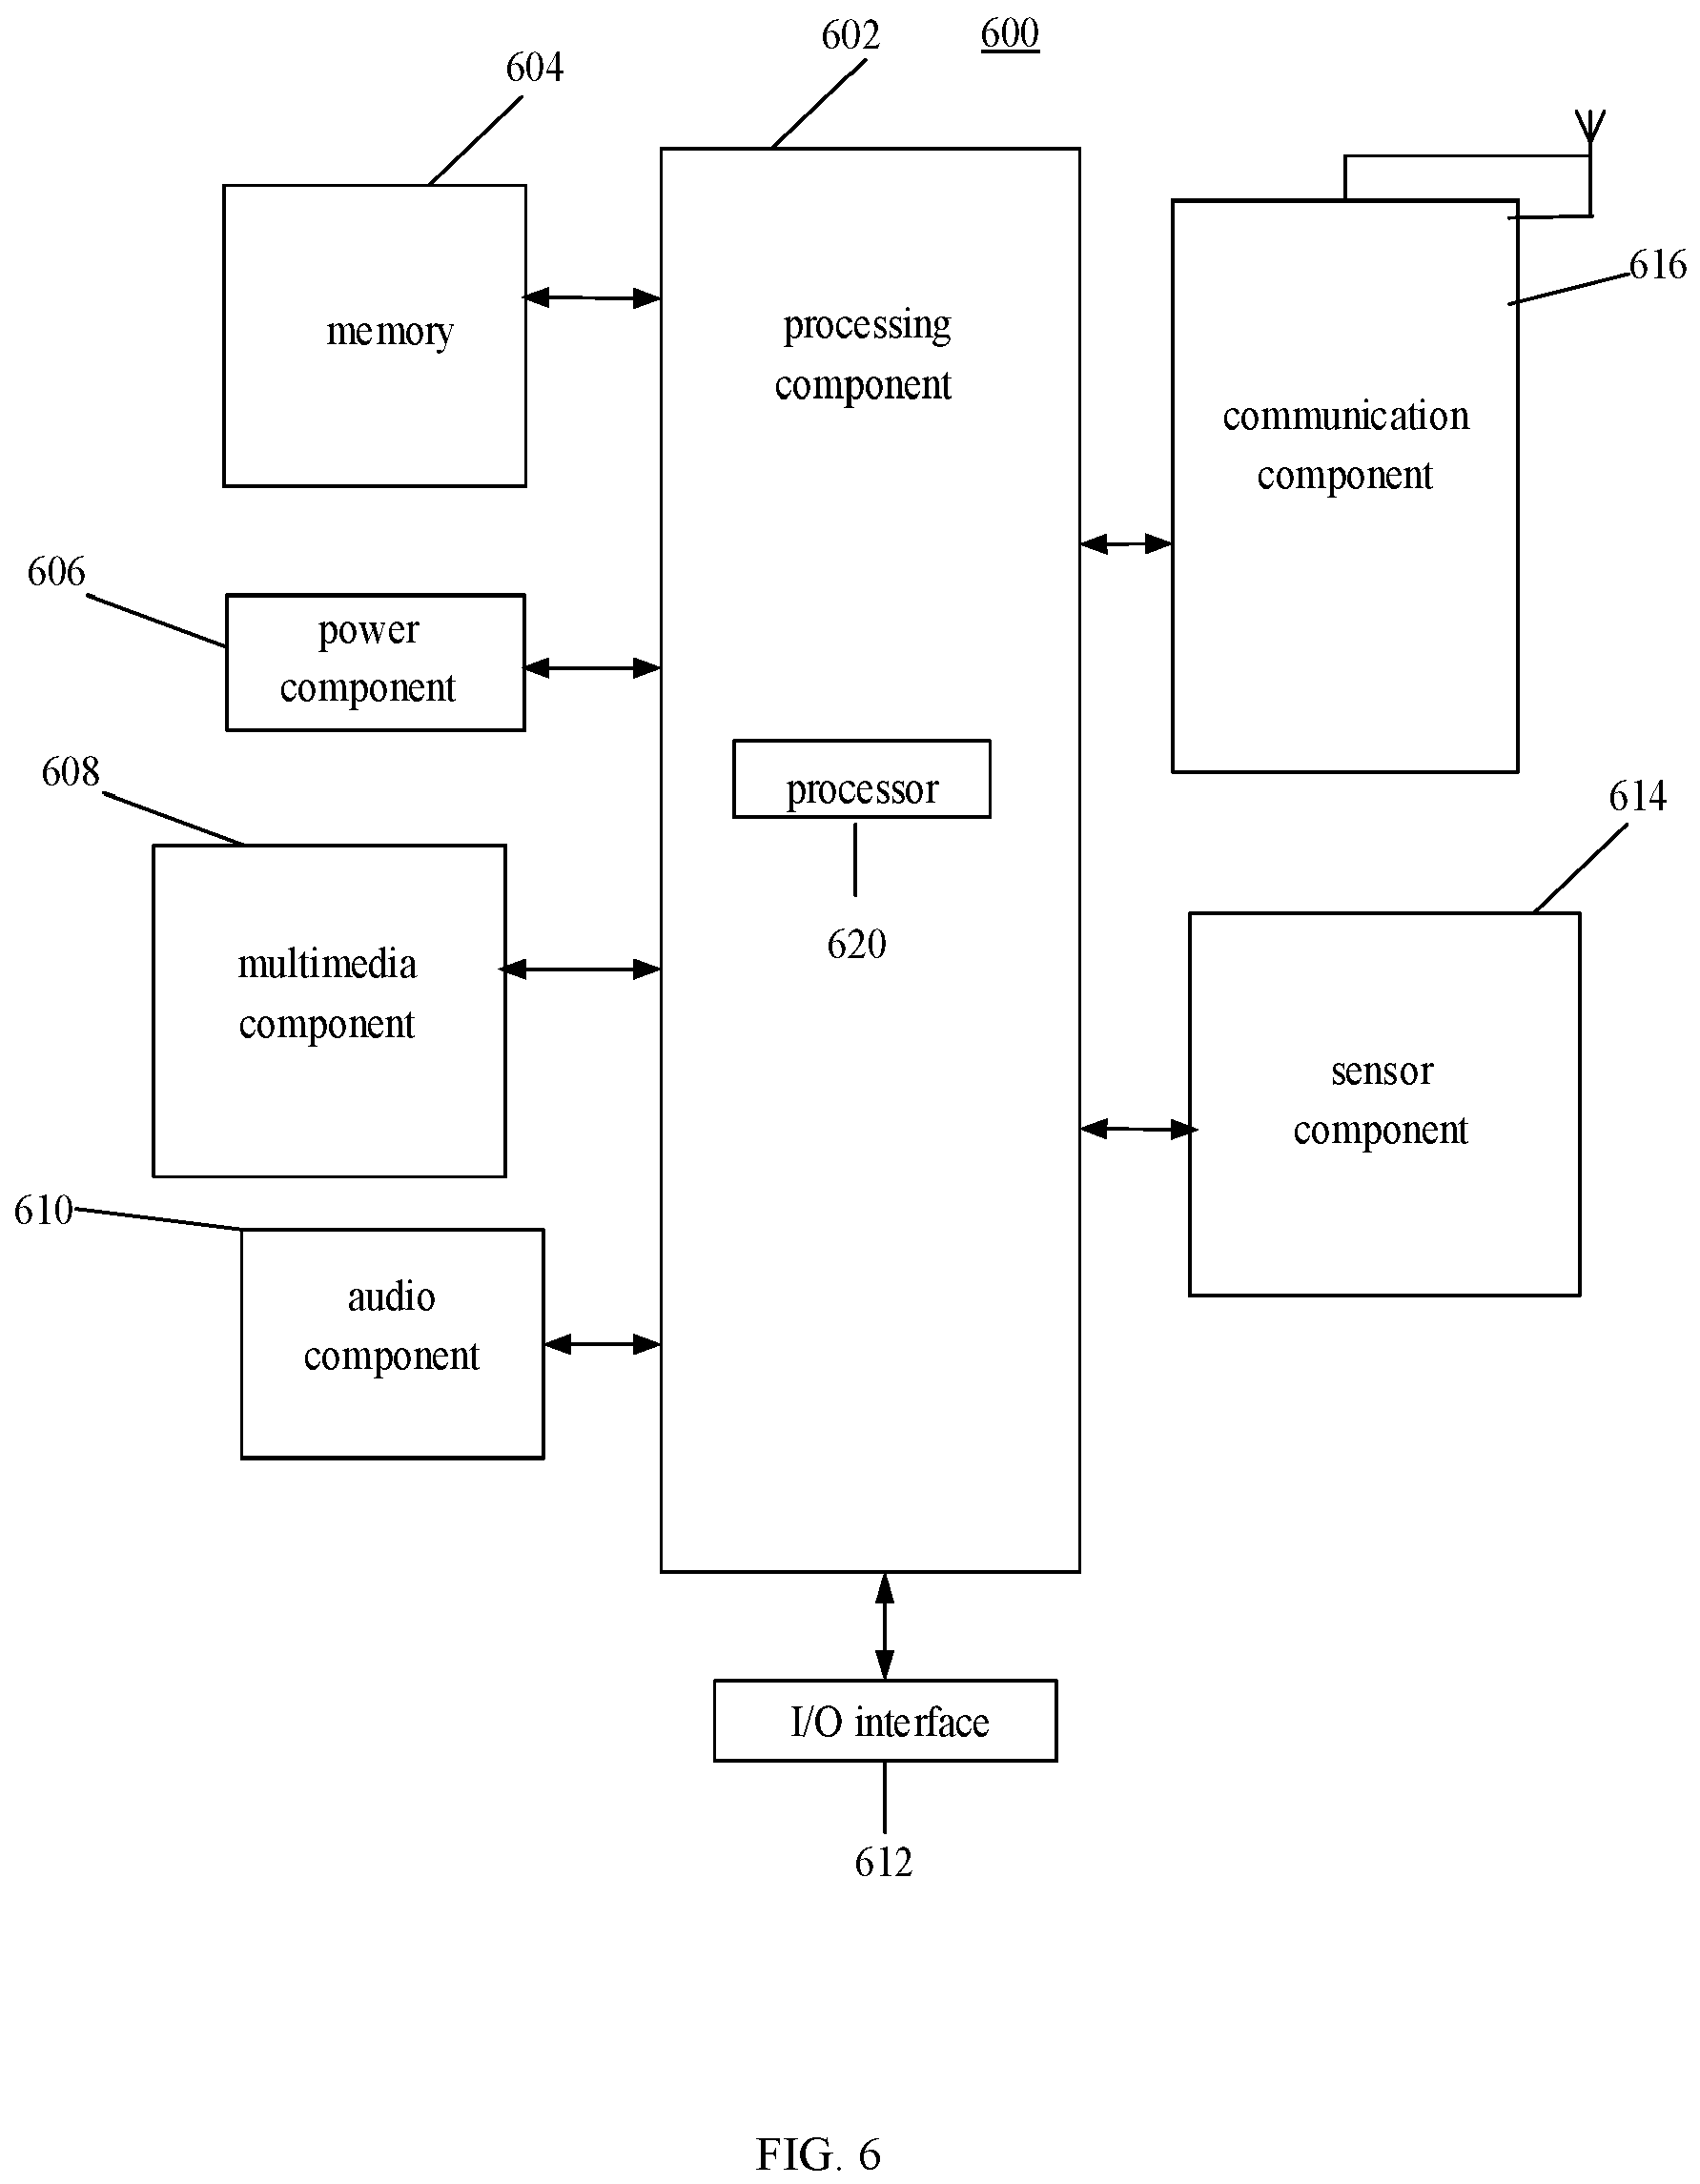 602
600
604
616
memory
processing
component
communication
component
606
power
component
608
processor
614
620
multimedia
component
sensor
component
610
audio
component
I/O interface
612
FIG. 6